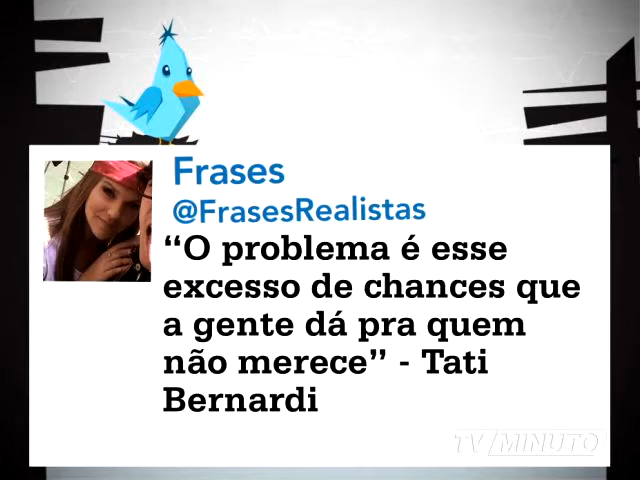 Frases
@FrasesRealistas
“O problema é esse
excesso de chances que
a gente dá pra quem
não merece” - Tati
Bernardi
TV MINUTO